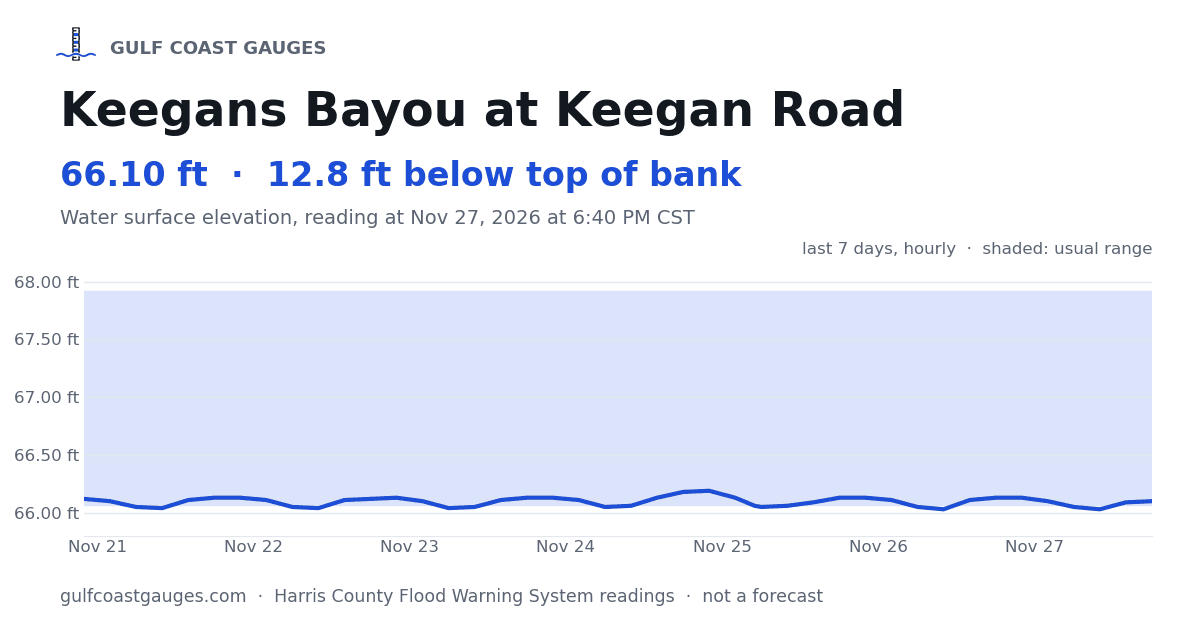 GULF COAST GAUGES
Keegans Bayou at Keegan Road
66.10 ft · 12.8 ft below top of bank
Water surface elevation, reading at Nov 27, 2026 at 6:40 PM CST
last 7 days, hourly · shaded: usual range
68.00 ft
67.50 ft
67.00 ft
66.50 ft
66.00 ft
Nov 21 Nov 22 Nov 23 Nov 24 Nov 25 Nov 26 Nov 27
gulfcoastgauges.com · Harris County Flood Warning System readings · not a forecast